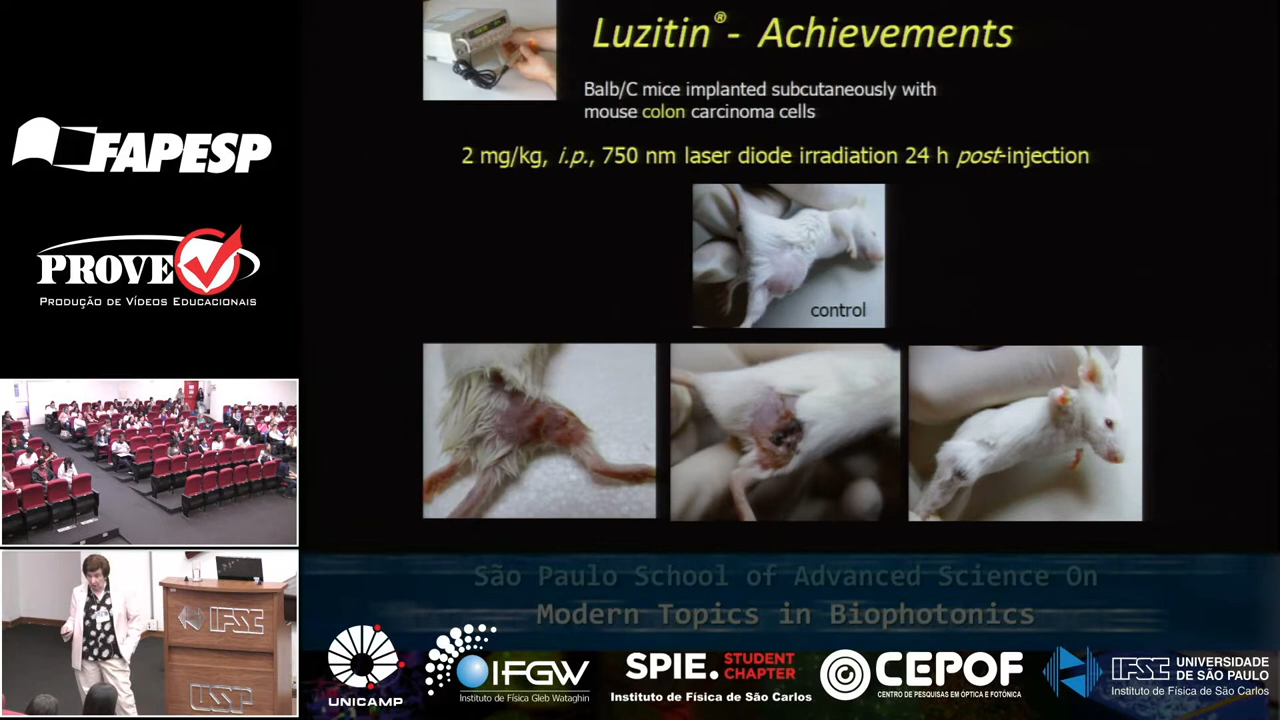 FAPESP
PROVE
PRODUÇÃO DE VÍDEOS EDUCACIONAIS
Luzitin®- Achievements
Balb/C mice implanted subcutaneously with
mouse colon carcinoma cells
2 mg/kg, i.p., 750 nm laser diode irradiation 24 h post-injection
control
IFSC
USP
São Paulo School of Advanced Science On
Modern Topics in Biophotonics
UNICAMP
IFGW
Instituto de Física Gleb Wataghin
SPIE. STUDENT
CHAPTER
Instituto de Física de São Carlos
CEPOF
CENTRO DE PESQUISAS EM ÓPTICA E FOTÔNICA
IFSC UNIVERSIDADE
DE SÃO PAULO
Instituto de Física de São Carlos